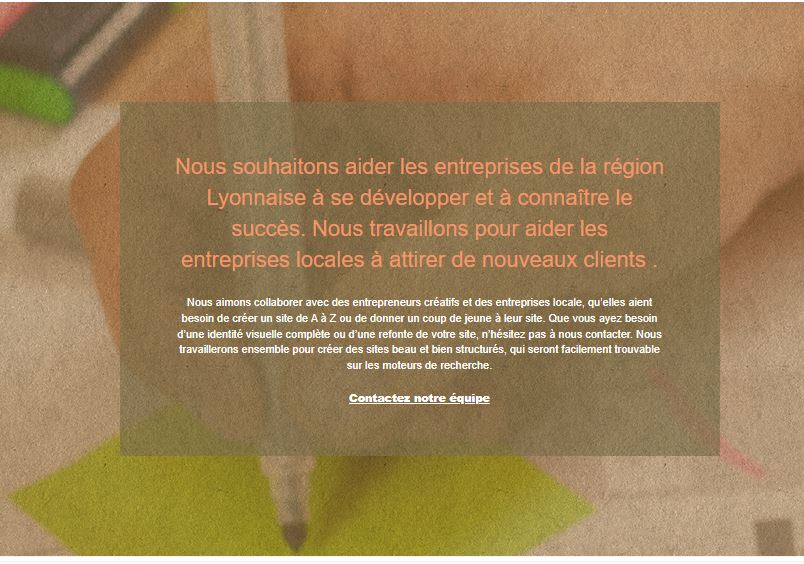 Nous souhaitons aider les entreprises de la région
Lyonnaise à se développer et à connaître le
succès. Nous travaillons pour aider les
entreprises locales à attirer de nouveaux clients .
Nous aimons collaborer avec des entrepreneurs créatifs et des entreprises locale, qu'elles aient
besoin de créer un site de A à Z ou de donner un coup de jeune à leur site. Que vous ayez besoin
d'une identité visuelle complète ou d'une refonte de votre site, n'hésitez pas à nous contacter. Nous
travaillerons ensemble pour créer des sites beau et bien structurés, qui seront facilement trouvable
sur les moteurs de recherche.
Contactez notre équipe